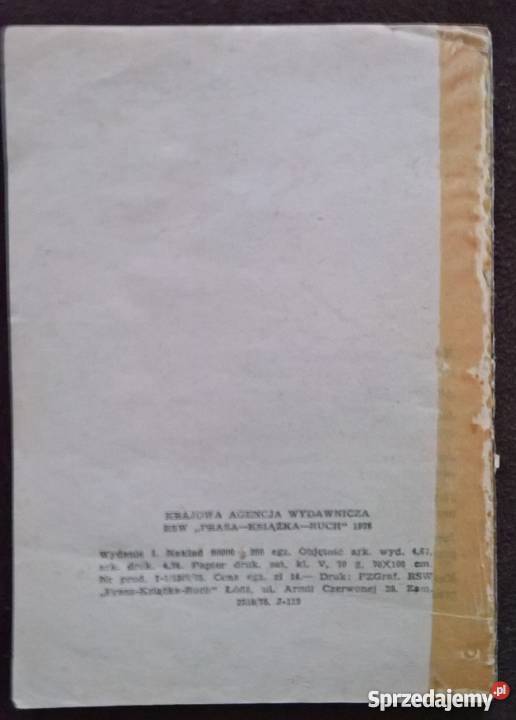 KRAJOWA AGENCJA WYDAWNICZA
RSW „PRASA—KSIĄŻKA—RUCH” 1976
Wydanie I. Nakład egz. Objętość ark. wyd.
ark. druk. Papier druk. sat. kl. V, 70 g, 70X100 cm.
Nr prod. Cena egz. zł Druk: PZGraf. RSW
„Prasa-Książka-Ruch” Łódź, ul. Armii Czerwonej 28. Zam.
Sprzedajemy.pl